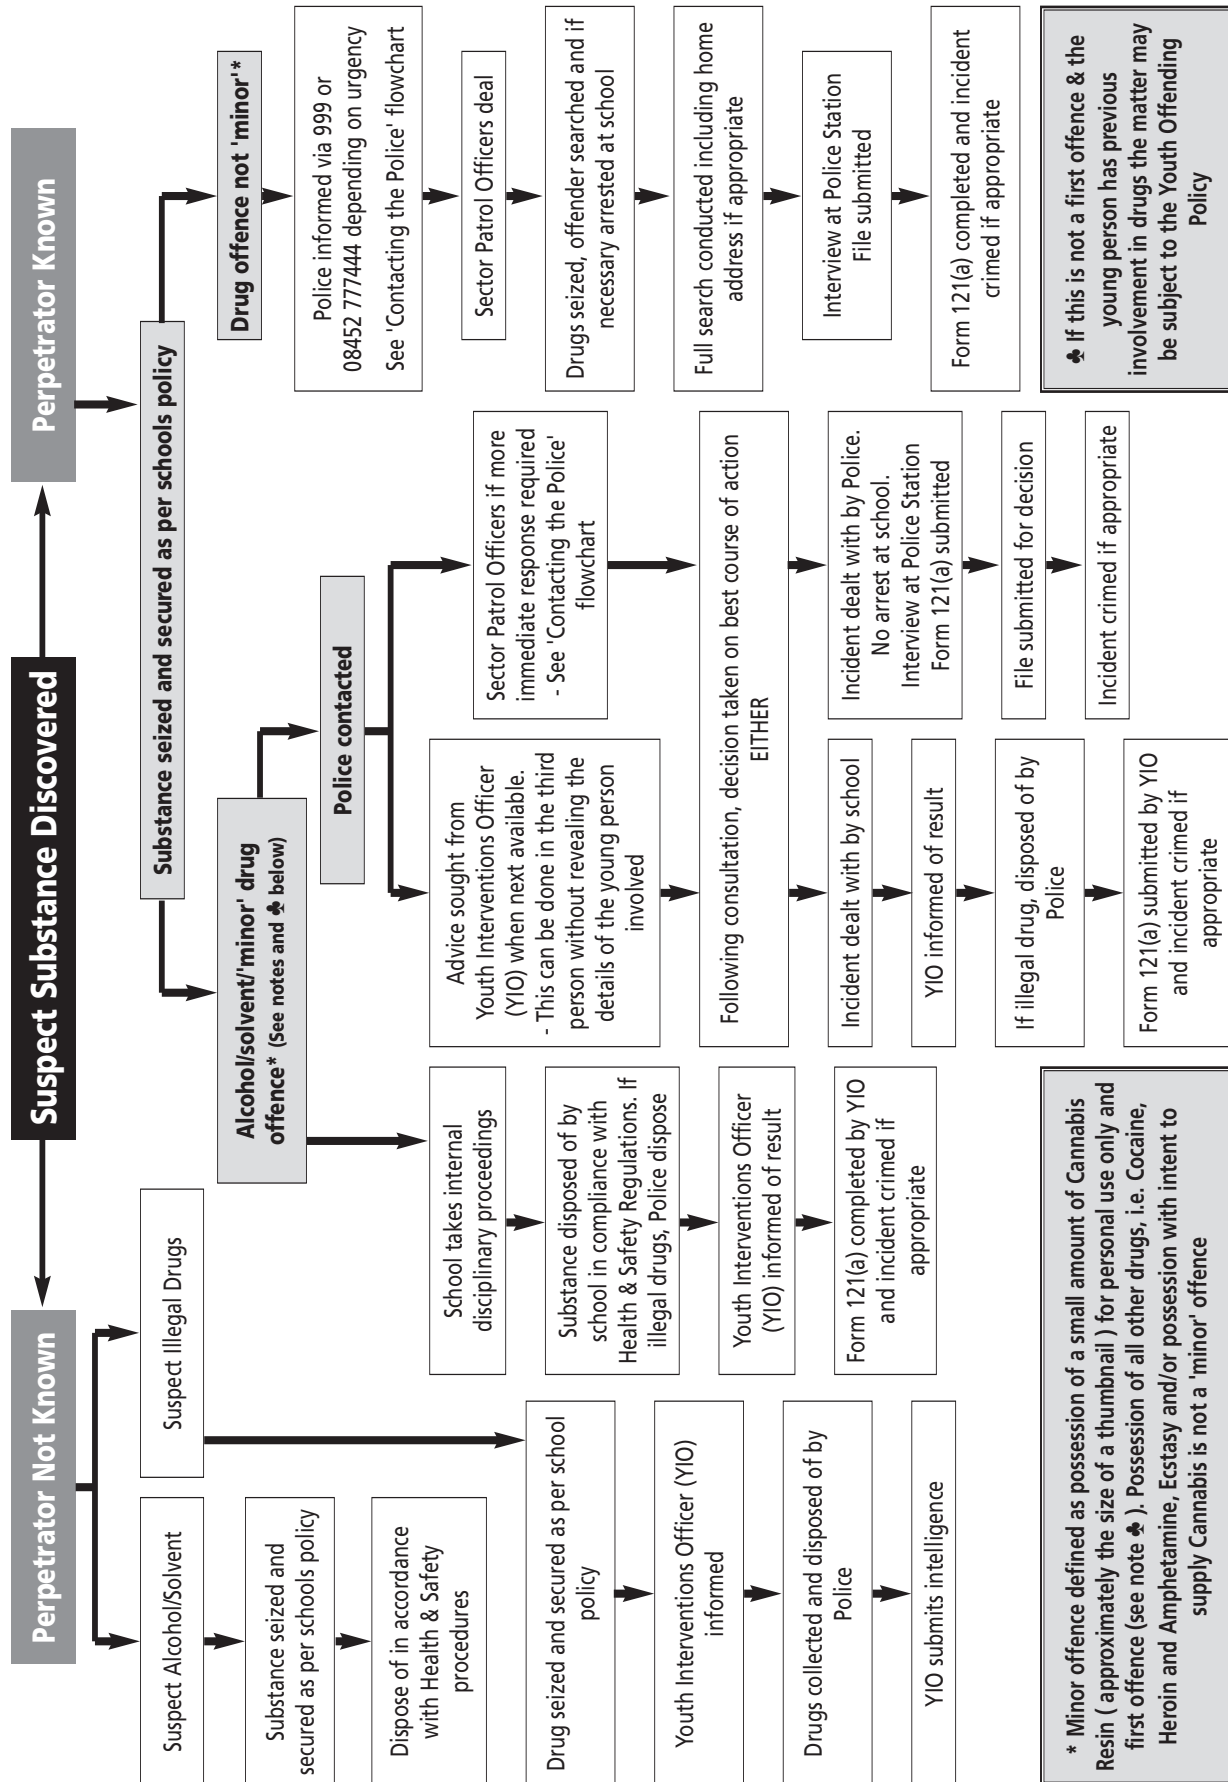 Suspect Substance Discovered
Perpetrator Not Known
Perpetrator Known
Suspect Alcohol/Solvent
Substance seized and
secured as per schools policy
Dispose of in accordance
with Health & Safety
procedures
Suspect Illegal Drugs
Drug seized and secured as per school
policy
Youth Interventions Officer (YIO)
informed
Drugs collected and disposed of by
Police
YIO submits intelligence
Substance seized and secured as per schools policy
Alcohol/solvent/'minor' drug
offence* (See notes and ♣ below)
School takes internal
disciplinary proceedings
Substance disposed of by
school in compliance with
Health & Safety Regulations. If
illegal drugs, Police dispose
Youth Interventions Officer
(YIO) informed of result
Form 121(a) completed by YIO
and incident crimed if
appropriate
Police contacted
Advice sought from
Youth Interventions Officer
(YIO) when next available.
- This can be done in the third
person without revealing the
details of the young person
involved
Sector Patrol Officers if more
immediate response required
- See 'Contacting the Police'
flowchart
Following consultation, decision taken on best course of action
EITHER
Incident dealt with by school
YIO informed of result
If illegal drug, disposed of by
Police
Form 121(a) submitted by YIO
and incident crimed if
appropriate
Incident dealt with by Police.
No arrest at school.
Interview at Police Station
Form 121(a) submitted
File submitted for decision
Incident crimed if appropriate
Drug offence not 'minor'*
Police informed via 999 or
08452 777444 depending on urgency
See 'Contacting the Police' flowchart
Sector Patrol Officers deal
Drugs seized, offender searched and if
necessary arrested at school
Full search conducted including home
address if appropriate
Interview at Police Station
File submitted
Form 121(a) completed and incident
crimed if appropriate
* Minor offence defined as possession of a small amount of Cannabis
Resin ( approximately the size of a thumbnail ) for personal use only and
first offence (see note ♣ ). Possession of all other drugs, i.e. Cocaine,
Heroin and Amphetamine, Ecstasy and/or possession with intent to
supply Cannabis is not a 'minor' offence
♣ If this is not a first offence & the
young person has previous
involvement in drugs the matter may
be subject to the Youth Offending
Policy